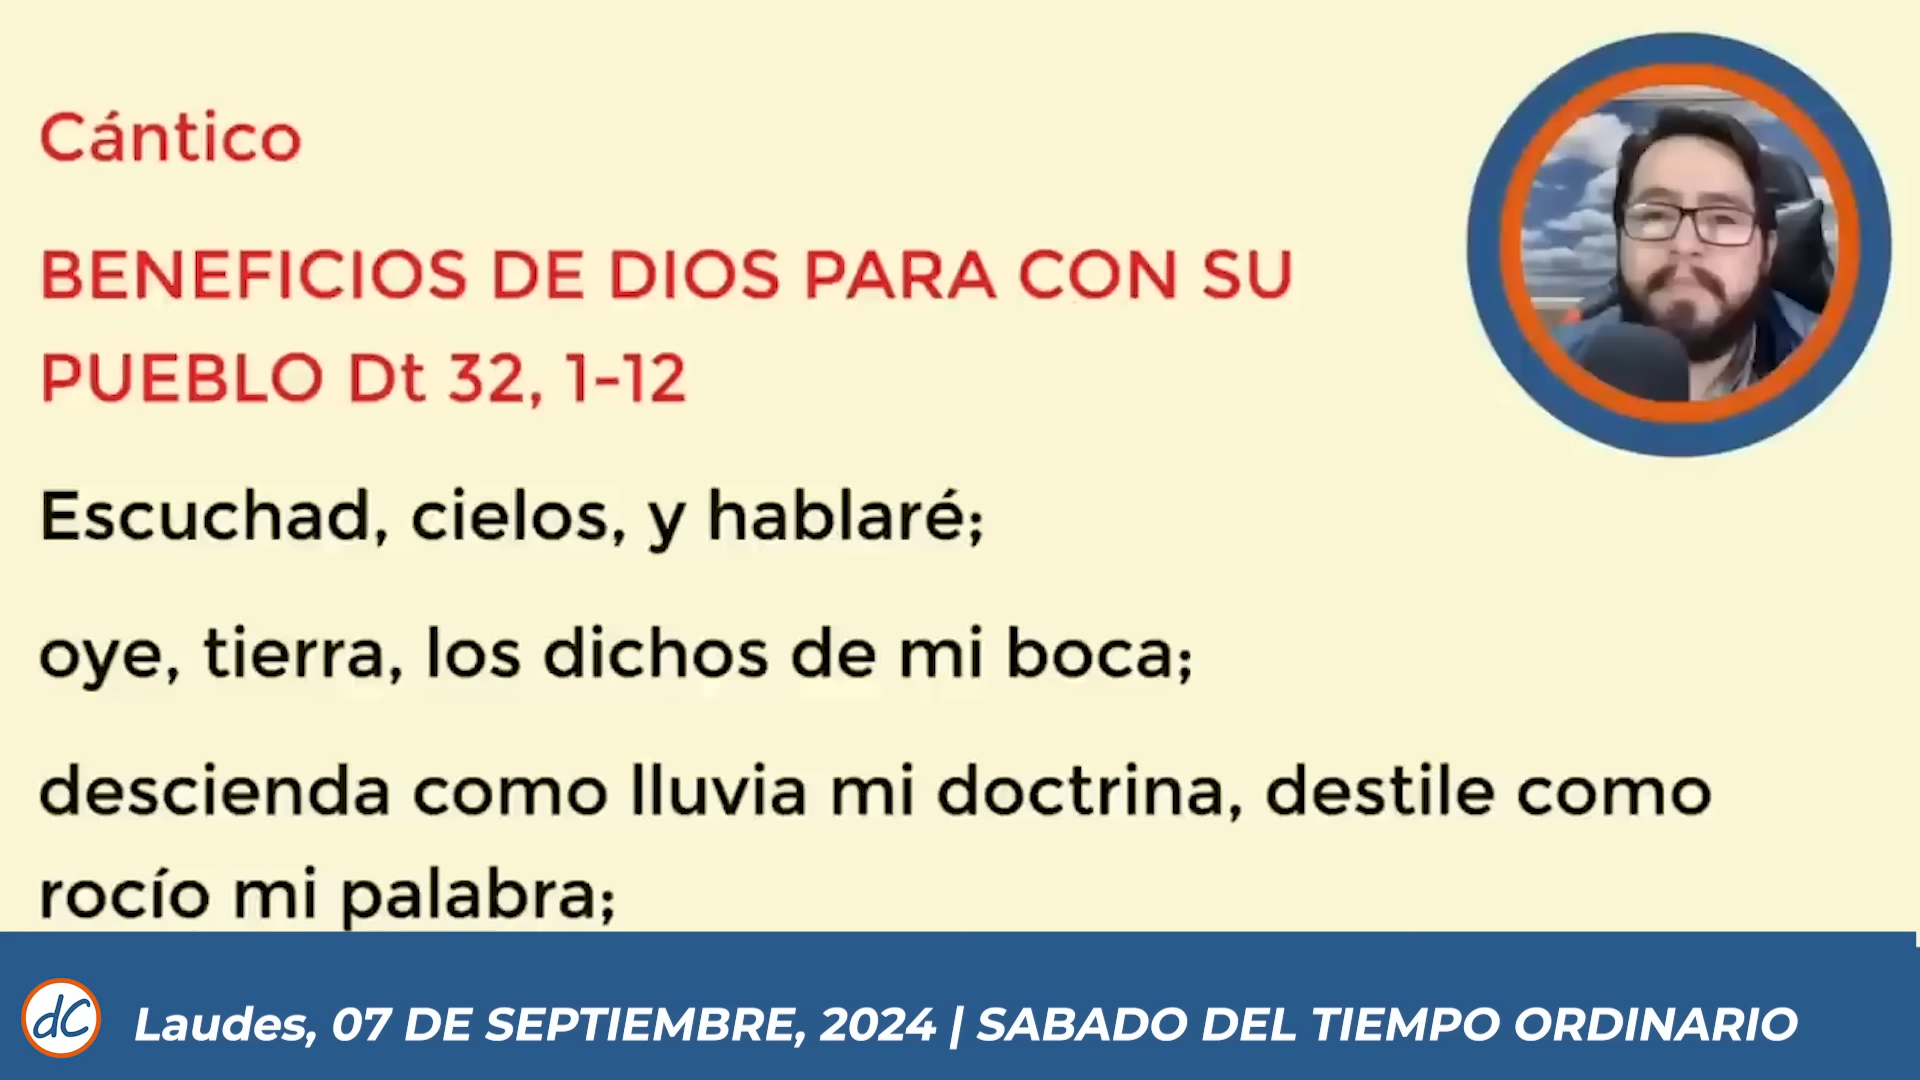 Cántico
BENEFICIOS DE DIOS PARA CON SU
PUEBLO Dt 32, 1-12
Escuchad, cielos, y hablaré;
oye, tierra, los dichos de mi boca;
descienda como lluvia mi doctrina, destile como
rocío mi palabra;
dC
Laudes, 07 DE SEPTIEMBRE, 2024 | SABADO DEL TIEMPO ORDINARIO